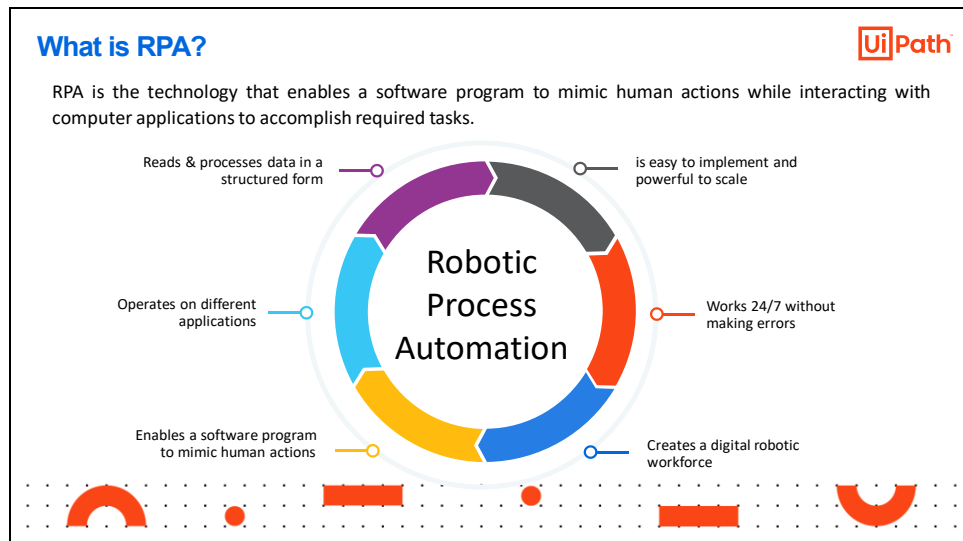 What is RPA?
UiPath
RPA is the technology that enables a software program to mimic human actions while interacting with
computer applications to accomplish required tasks.
Reads & processes data in a
structured form
is easy to implement and
powerful to scale
Operates on different
applications
Robotic
Process
Automation
Works 24/7 without
making errors
Enables a software program
to mimic human actions
Creates a digital robotic
workforce